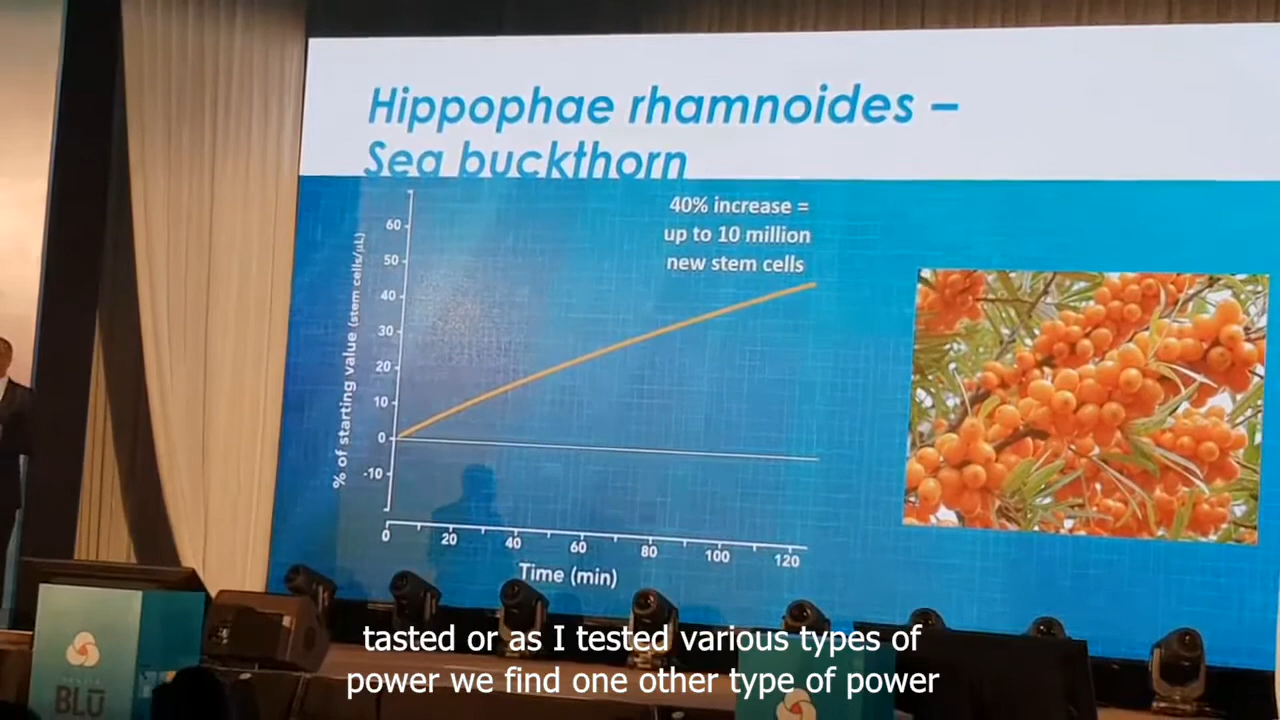 Hippophae rhamnoides –
Sea buckthorn
40% increase =
up to 10 million
new stem cells
% of starting value (stem cells/µL)
60
50
40
30
20
10
0
-10
0 20 40 60 80 100 120
Time (min)
BLŪ
tasted or as I tested various types of
power we find one other type of power